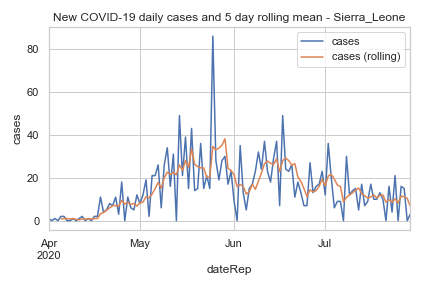 New COVID-19 daily cases and 5 day rolling mean - Sierra_Leone
cases
cases (rolling)
80
60
40
20
0
cases
Apr
2020
May
Jun
Jul
dateRep